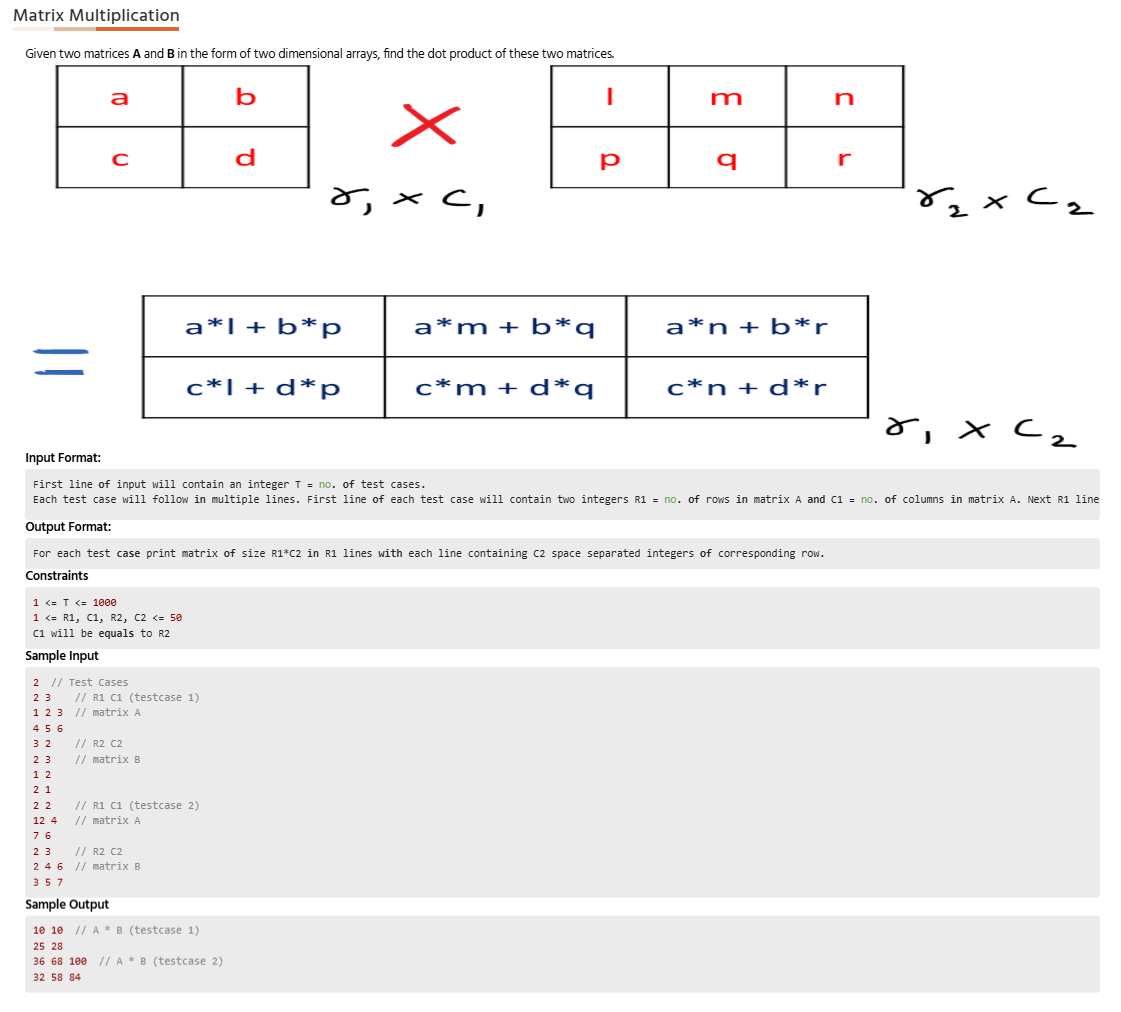 Matrix Multiplication
Given two matrices A and B in the form of two dimensional arrays, find the dot product of these two matrices.
a b l m n
c d p q r
r₁ × C₁ r₂ × C₂
=
a*l + b*p a*m + b*q a*n + b*r
c*l + d*p c*m + d*q c*n + d*r
r₁ × C₂
Input Format:
First line of input will contain an integer T = no. of test cases.
Each test case will follow in multiple lines. First line of each test case will contain two integers R1 = no. of rows in matrix A and C1 = no. of columns in matrix A. Next R1 line
Output Format:
For each test case print matrix of size R1*C2 in R1 lines with each line containing C2 space separated integers of corresponding row.
Constraints
1 <= T <= 1000
1 <= R1, C1, R2, C2 <= 50
C1 will be equals to R2
Sample Input
2 // Test Cases
2 3 // R1 C1 (testcase 1)
1 2 3 // matrix A
4 5 6
3 2 // R2 C2
2 3 // matrix B
1 2
2 1
2 2 // R1 C1 (testcase 2)
12 4 // matrix A
7 6
2 3 // R2 C2
2 4 6 // matrix B
3 5 7
Sample Output
10 10 // A * B (testcase 1)
25 28
36 68 100 // A * B (testcase 2)
32 58 84